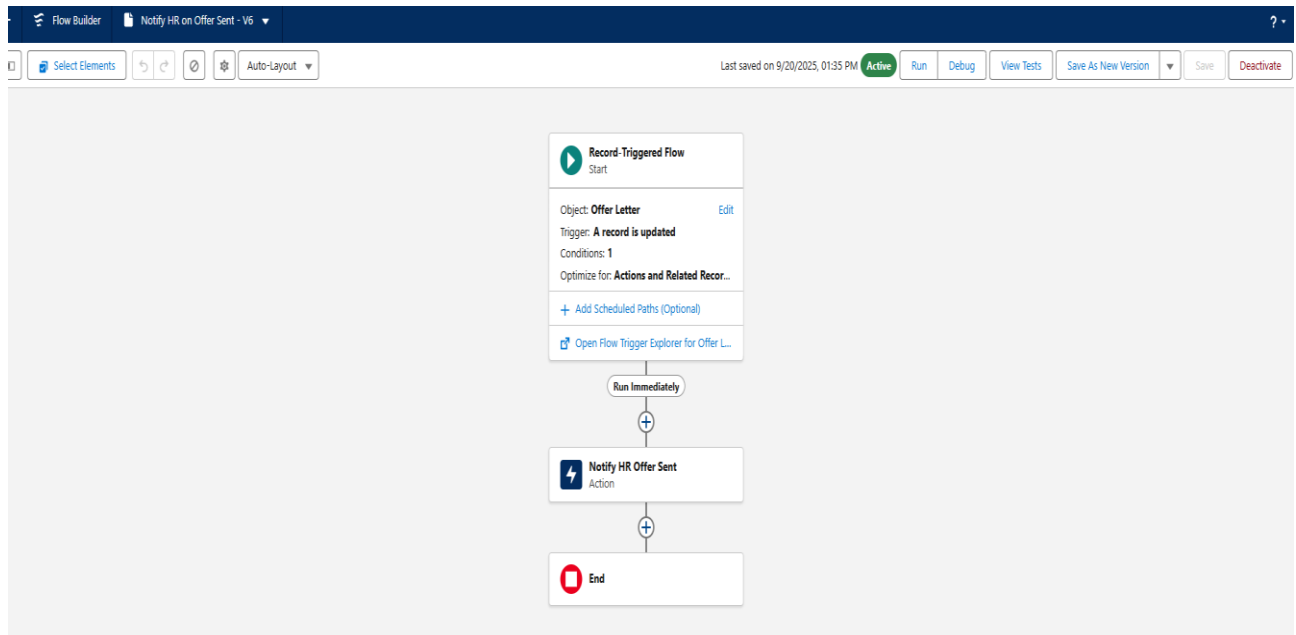 Flow Builder Notify HR on Offer Sent - V6 ?
Select Elements Auto-Layout Last saved on 9/20/2025, 01:35 PM Active Run Debug View Tests Save As New Version Save Deactivate
Record-Triggered Flow
Start
Object: Offer Letter Edit
Trigger: A record is updated
Conditions: 1
Optimize for: Actions and Related Recor...
+ Add Scheduled Paths (Optional)
Open Flow Trigger Explorer for Offer L...
Run Immediately
Notify HR Offer Sent
Action
End